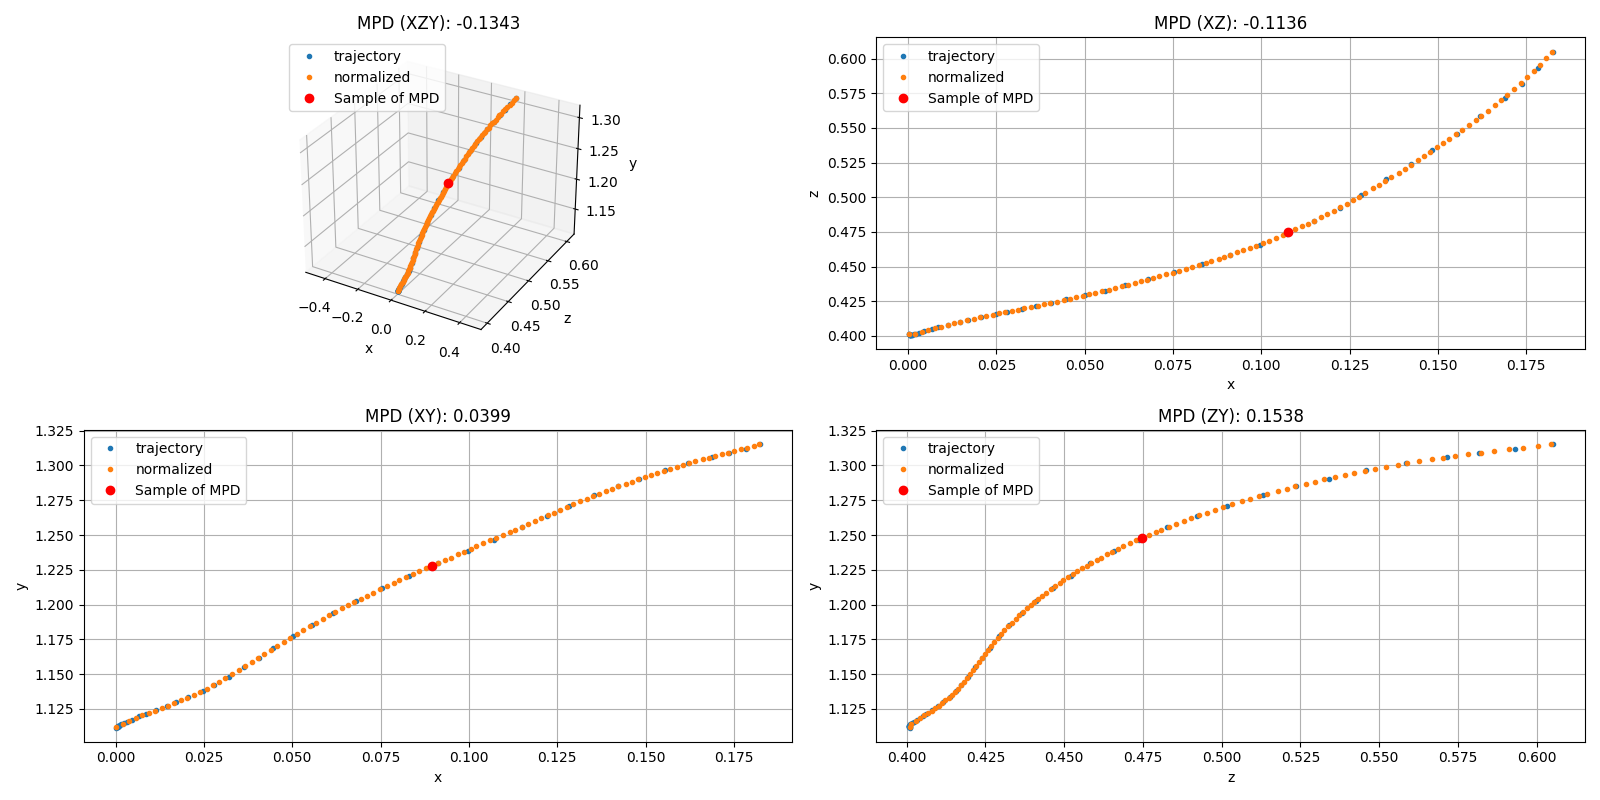 MPD (XZY): -0.1343
trajectory
normalized
Sample of MPD
1.30
1.25
1.20
1.15
y
0.60
0.55
0.50
0.45
0.40
z
−0.4
−0.2
0.0
0.2
0.4
x
MPD (XZ): -0.1136
trajectory
normalized
Sample of MPD
0.600
0.575
0.550
0.525
0.500
0.475
0.450
0.425
0.400
z
0.000 0.025 0.050 0.075 0.100 0.125 0.150 0.175
x
MPD (XY): 0.0399
trajectory
normalized
Sample of MPD
1.325
1.300
1.275
1.250
1.225
1.200
1.175
1.150
1.125
y
0.000 0.025 0.050 0.075 0.100 0.125 0.150 0.175
x
MPD (ZY): 0.1538
trajectory
normalized
Sample of MPD
1.325
1.300
1.275
1.250
1.225
1.200
1.175
1.150
1.125
y
0.400 0.425 0.450 0.475 0.500 0.525 0.550 0.575 0.600
z